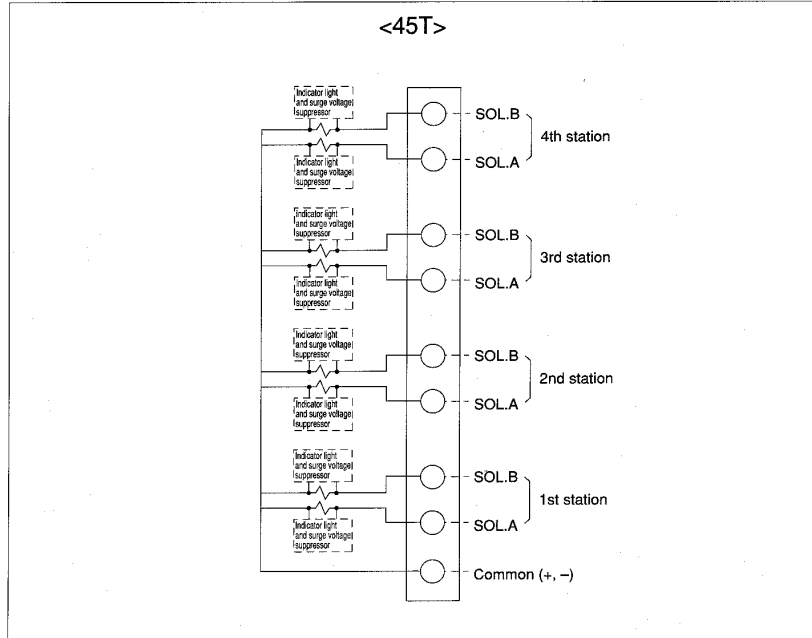 <45T>
Indicator light
and surge voltage
suppressor
SOL.B
4th station
SOL.A
Indicator light
and surge voltage
suppressor
Indicator light
and surge voltage
suppressor
SOL.B
3rd station
SOL.A
Indicator light
and surge voltage
suppressor
Indicator light
and surge voltage
suppressor
SOL.B
2nd station
SOL.A
Indicator light
and surge voltage
suppressor
Indicator light
and surge voltage
suppressor
SOL.B
1st station
SOL.A
Indicator light
and surge voltage
suppressor
Common (+, –)